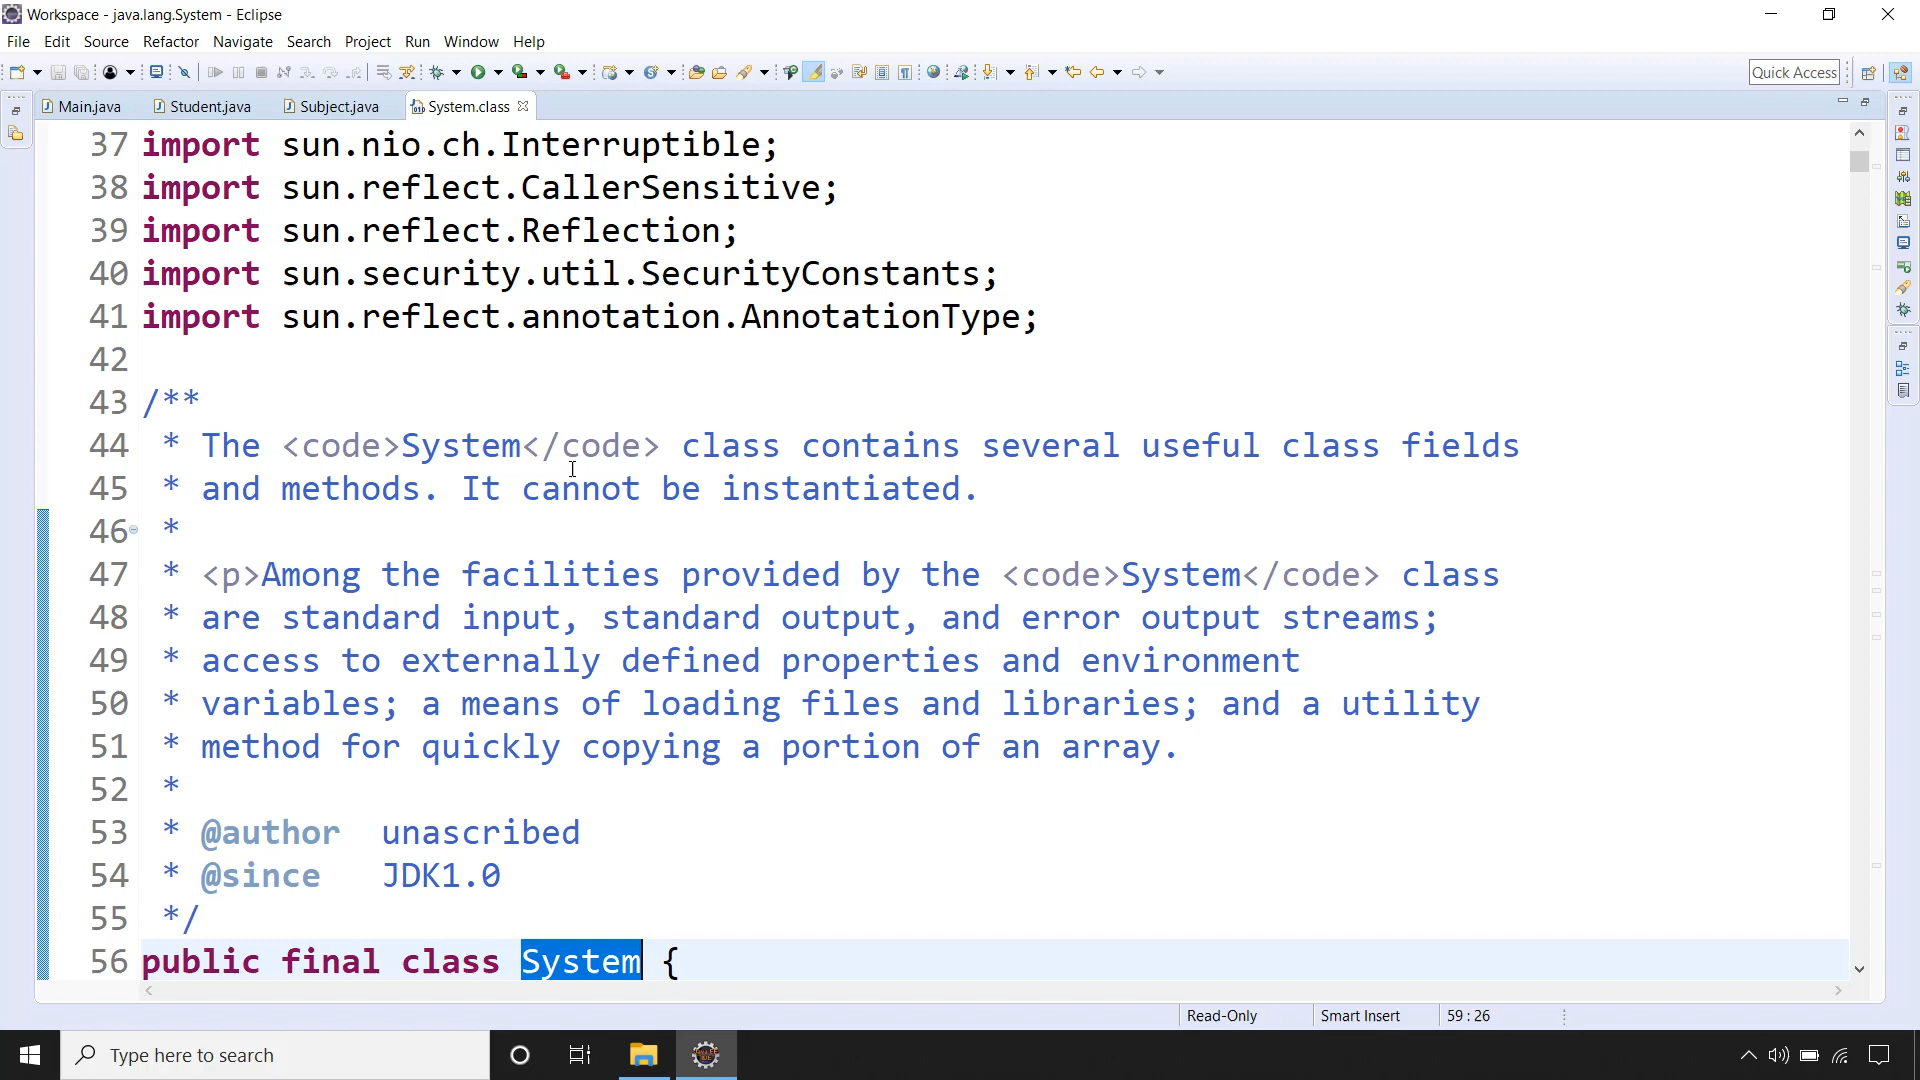 Workspace - java.lang.System - Eclipse
File Edit Source Refactor Navigate Search Project Run Window Help
Quick Access
Main.java Student.java Subject.java System.class
37 import sun.nio.ch.Interruptible;
38 import sun.reflect.CallerSensitive;
39 import sun.reflect.Reflection;
40 import sun.security.util.SecurityConstants;
41 import sun.reflect.annotation.AnnotationType;
42
43 /**
44  * The <code>System</code> class contains several useful class fields
45  * and methods. It cannot be instantiated.
46  *
47  * <p>Among the facilities provided by the <code>System</code> class
48  * are standard input, standard output, and error output streams;
49  * access to externally defined properties and environment
50  * variables; a means of loading files and libraries; and a utility
51  * method for quickly copying a portion of an array.
52  *
53  * @author  unascribed
54  * @since   JDK1.0
55  */
56 public final class System {
Read-Only Smart Insert 59 : 26
Type here to search